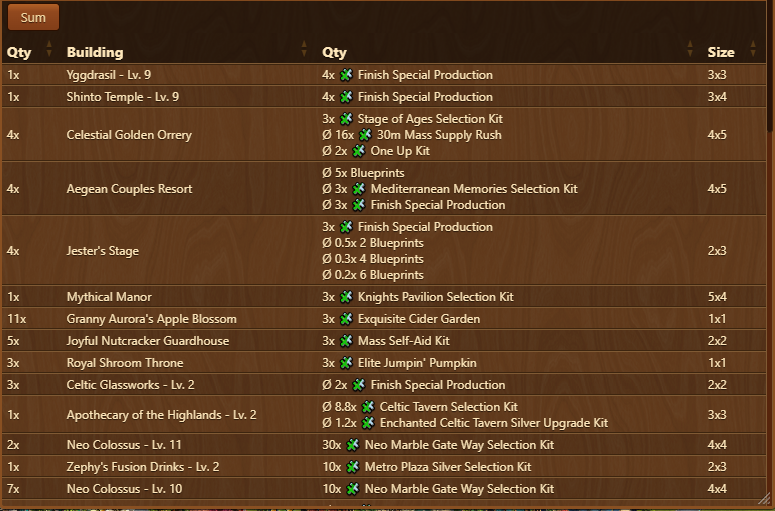 Sum
Qty Building Qty Size
1x Yggdrasil - Lv. 9 4x Finish Special Production 3x3
1x Shinto Temple - Lv. 9 4x Finish Special Production 3x4
3x Stage of Ages Selection Kit
4x Celestial Golden Orrery Ø 16x 30m Mass Supply Rush 4x5
Ø 2x One Up Kit
Ø 5x Blueprints
4x Aegean Couples Resort Ø 3x Mediterranean Memories Selection Kit 4x5
Ø 3x Finish Special Production
3x Finish Special Production
Ø 0.5x 2 Blueprints
4x Jester's Stage 2x3
Ø 0.3x 4 Blueprints
Ø 0.2x 6 Blueprints
1x Mythical Manor 3x Knights Pavilion Selection Kit 5x4
11x Granny Aurora's Apple Blossom 3x Exquisite Cider Garden 1x1
5x Joyful Nutcracker Guardhouse 3x Mass Self-Aid Kit 2x2
3x Royal Shroom Throne 3x Elite Jumpin' Pumpkin 1x1
3x Celtic Glassworks - Lv. 2 Ø 2x Finish Special Production 2x2
Ø 8.8x Celtic Tavern Selection Kit
1x Apothecary of the Highlands - Lv. 2 3x3
Ø 1.2x Enchanted Celtic Tavern Silver Upgrade Kit
2x Neo Colossus - Lv. 11 30x Neo Marble Gate Way Selection Kit 4x4
1x Zephy's Fusion Drinks - Lv. 2 10x Metro Plaza Silver Selection Kit 2x3
7x Neo Colossus - Lv. 10 10x Neo Marble Gate Way Selection Kit 4x4